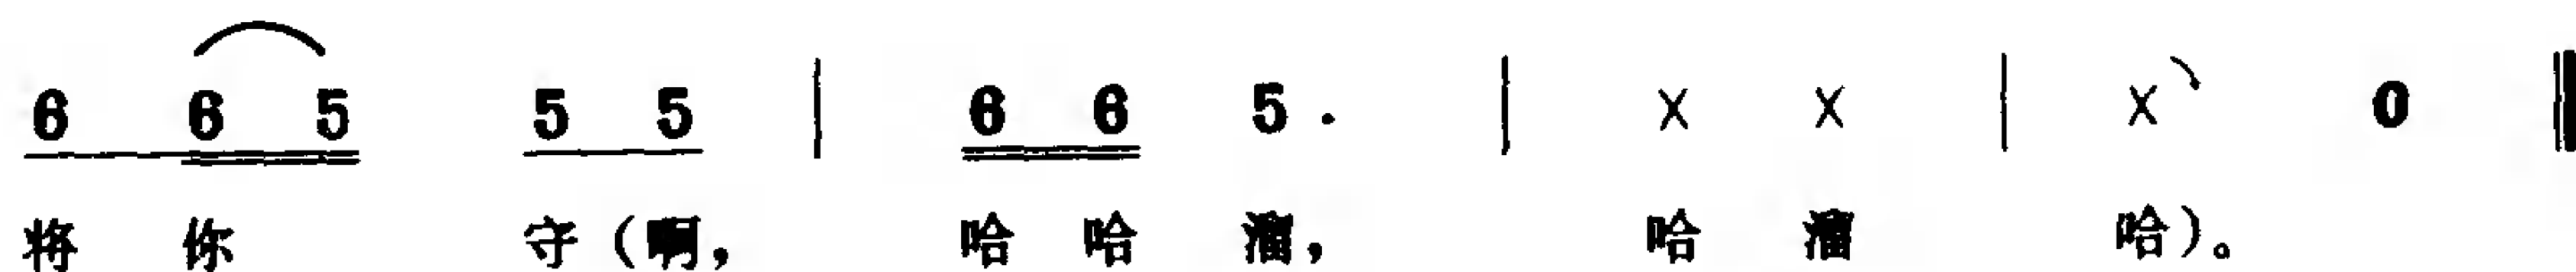 6 6 5 5 5 | 6 6 5 . | X X | X 0 ‖
将 你 守（啊， 哈 哈 溜， 哈 溜 哈）。